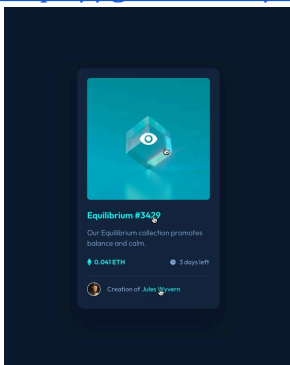 Equilibrium #3429
Our Equilibrium collection promotes
balance and calm.
0.041 ETH
3 days left
Creation of Jules Wyvern